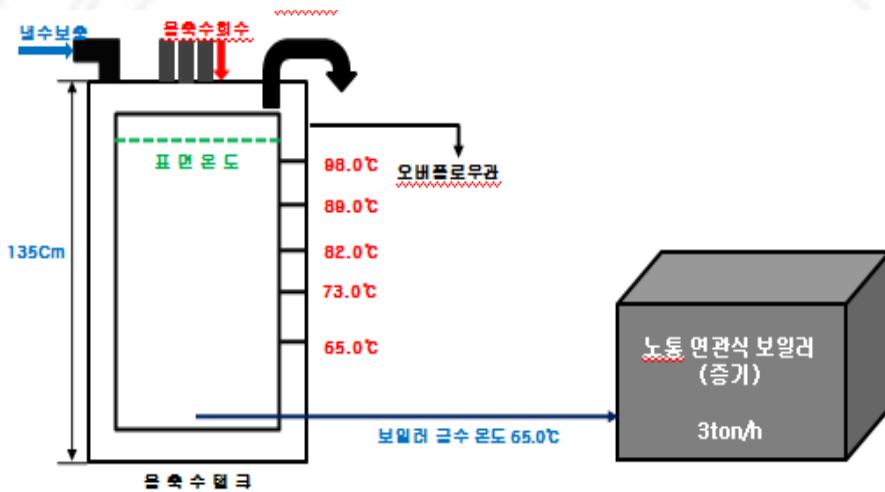 냉수보충
응축수회수
표 면 온 도
98.0℃
오버플로우관
89.0℃
135Cm
82.0℃
73.0℃
65.0℃
노통 연관식 보일러
(증기)
3ton/h
보일러 급수 온도 65.0℃
응 축 수 탱 크